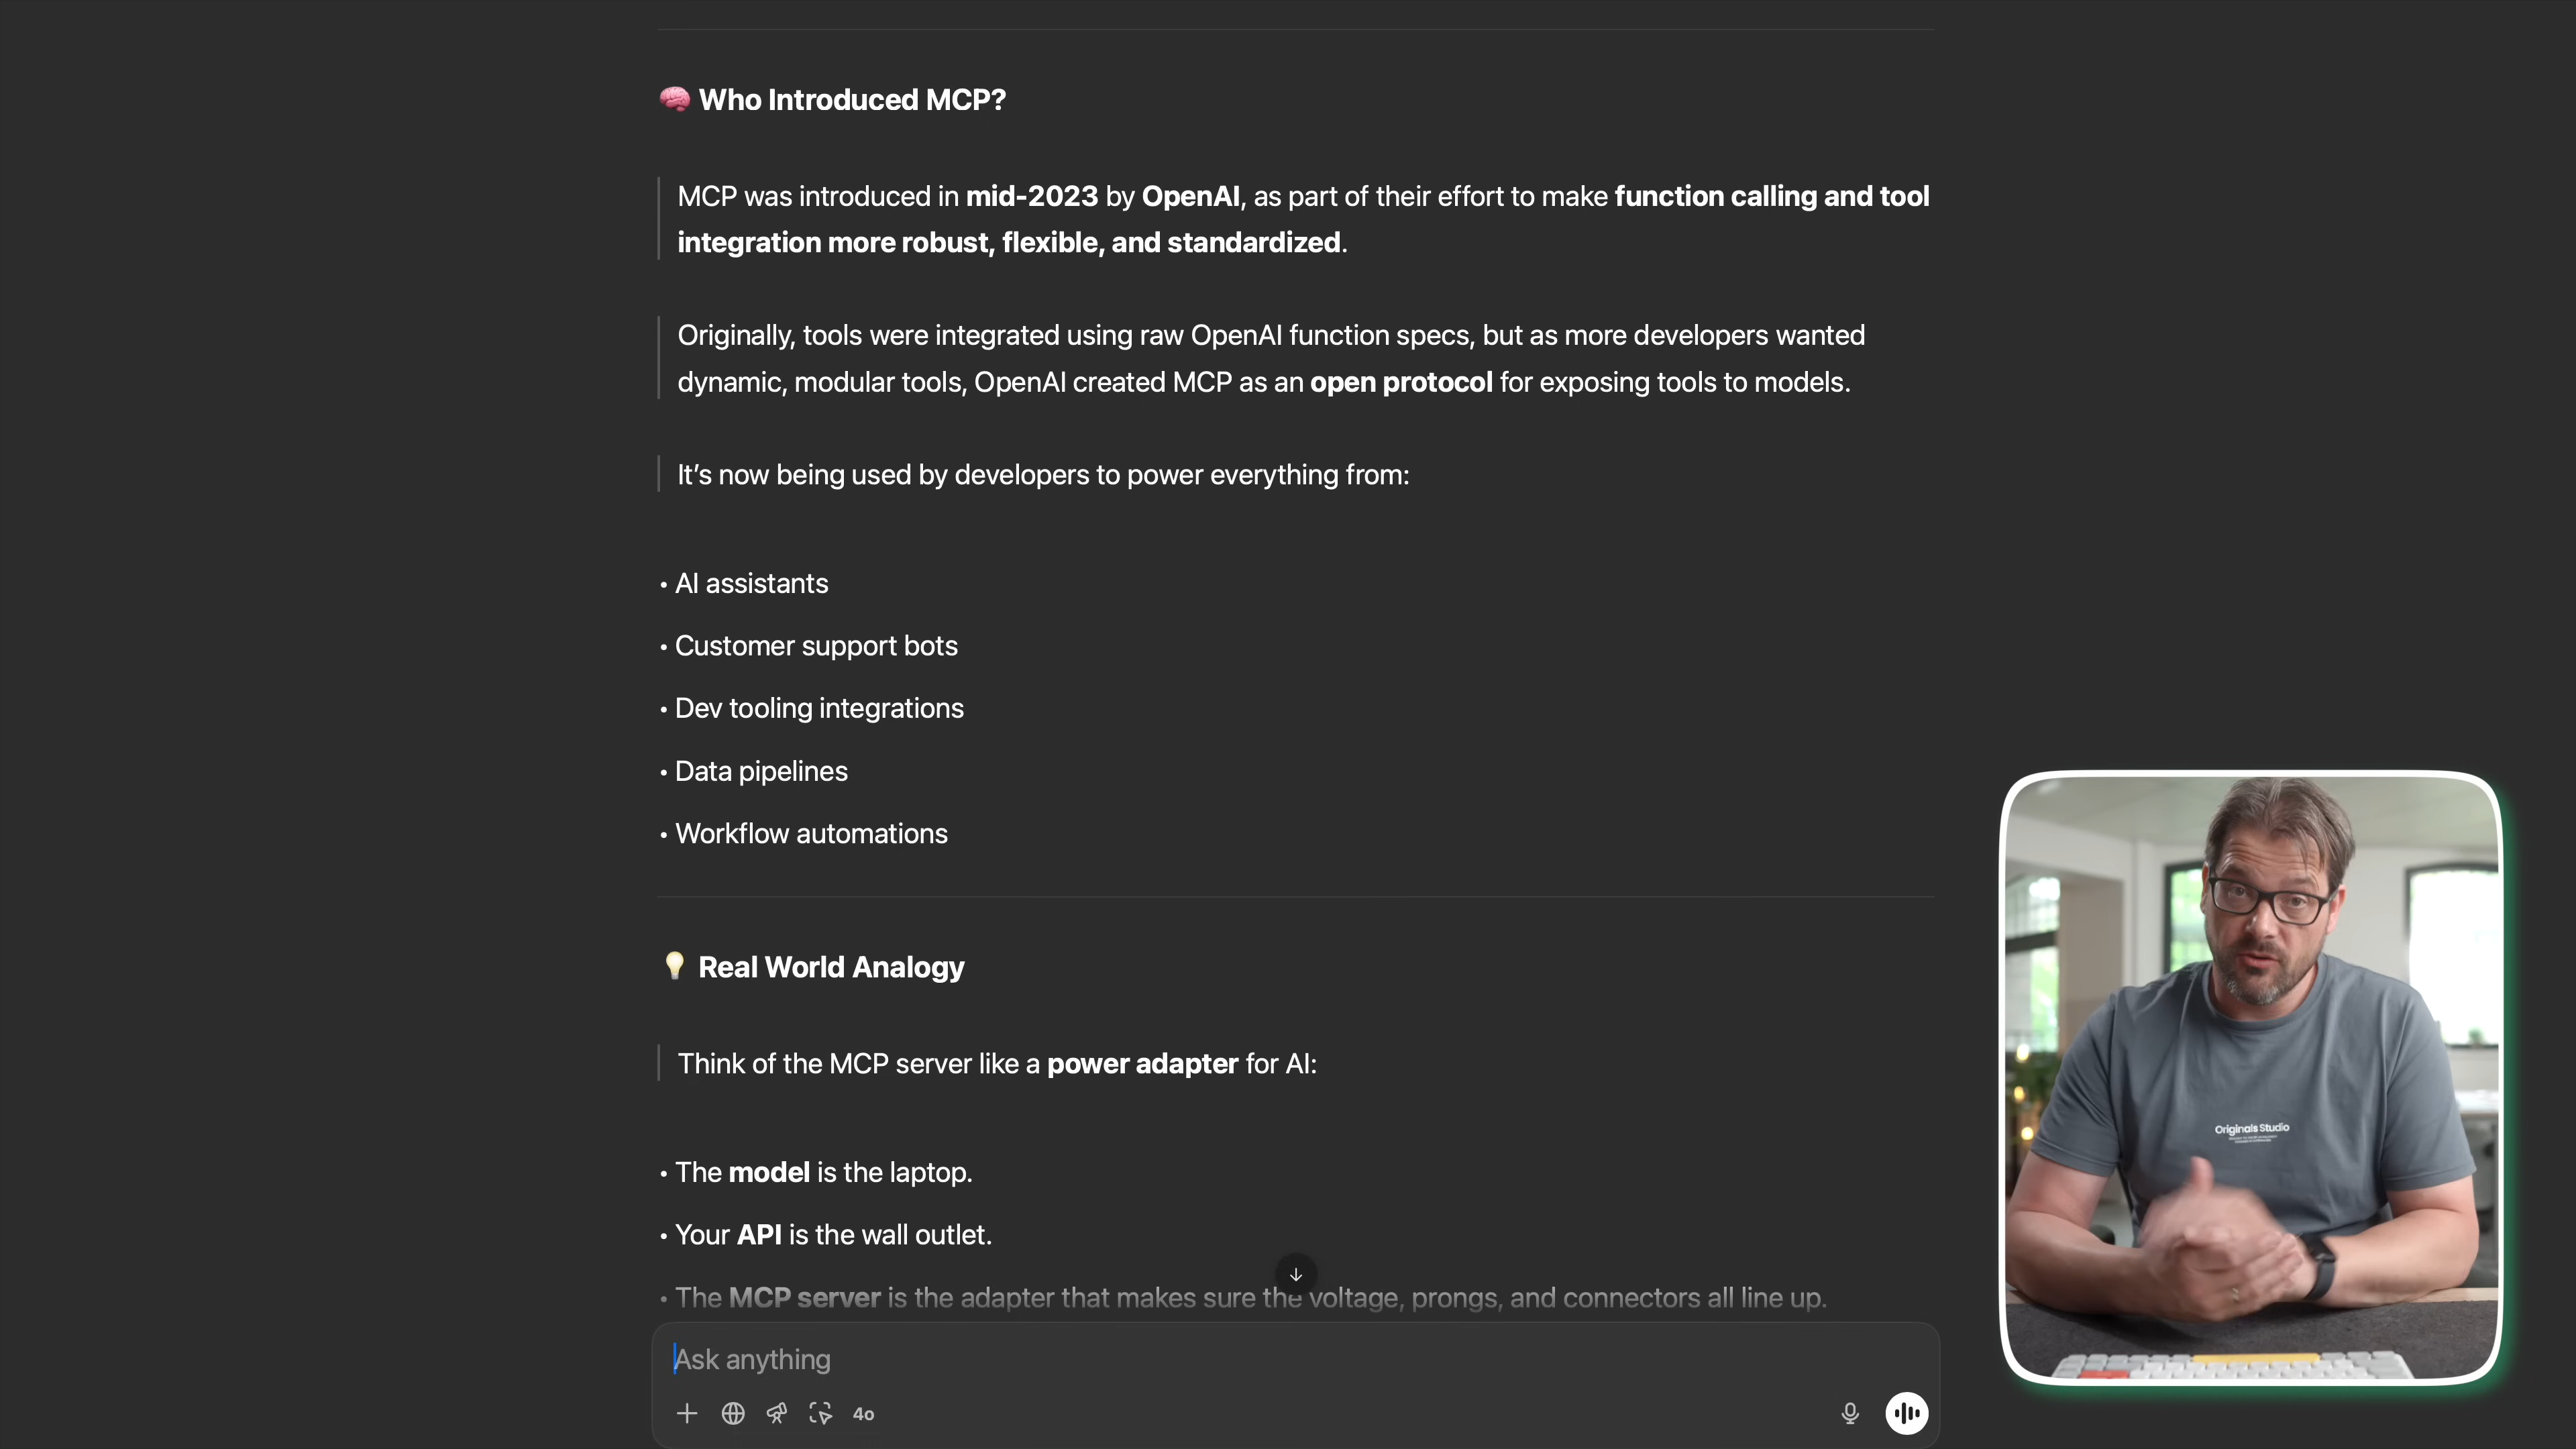 🧠 Who Introduced MCP?
MCP was introduced in mid-2023 by OpenAI, as part of their effort to make function calling and tool
integration more robust, flexible, and standardized.
Originally, tools were integrated using raw OpenAI function specs, but as more developers wanted
dynamic, modular tools, OpenAI created MCP as an open protocol for exposing tools to models.
It’s now being used by developers to power everything from:
• AI assistants
• Customer support bots
• Dev tooling integrations
• Data pipelines
• Workflow automations
💡 Real World Analogy
Think of the MCP server like a power adapter for AI:
• The model is the laptop.
• Your API is the wall outlet.
• The MCP server is the adapter that makes sure the voltage, prongs, and connectors all line up.
Ask anything
4o
Originals Studio